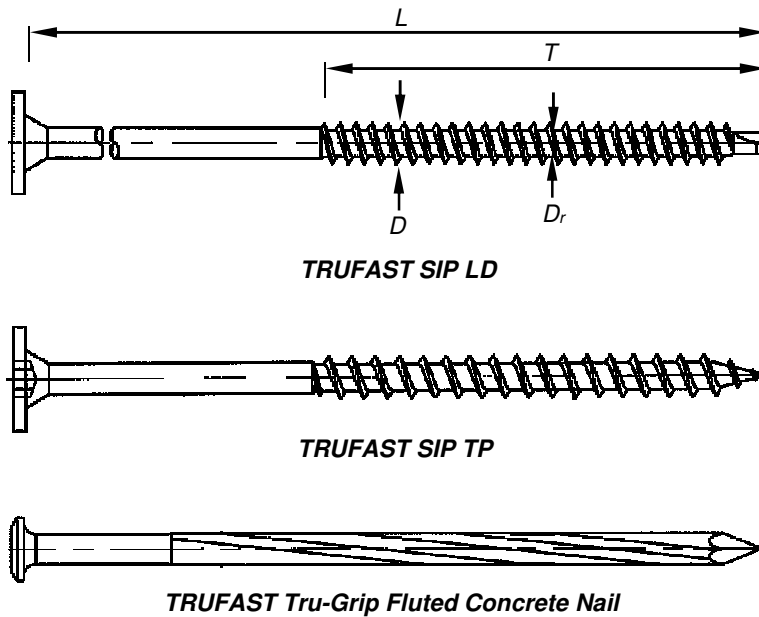 L
T
D
Dᵣ
TRUFAST SIP LD
TRUFAST SIP TP
TRUFAST Tru-Grip Fluted Concrete Nail